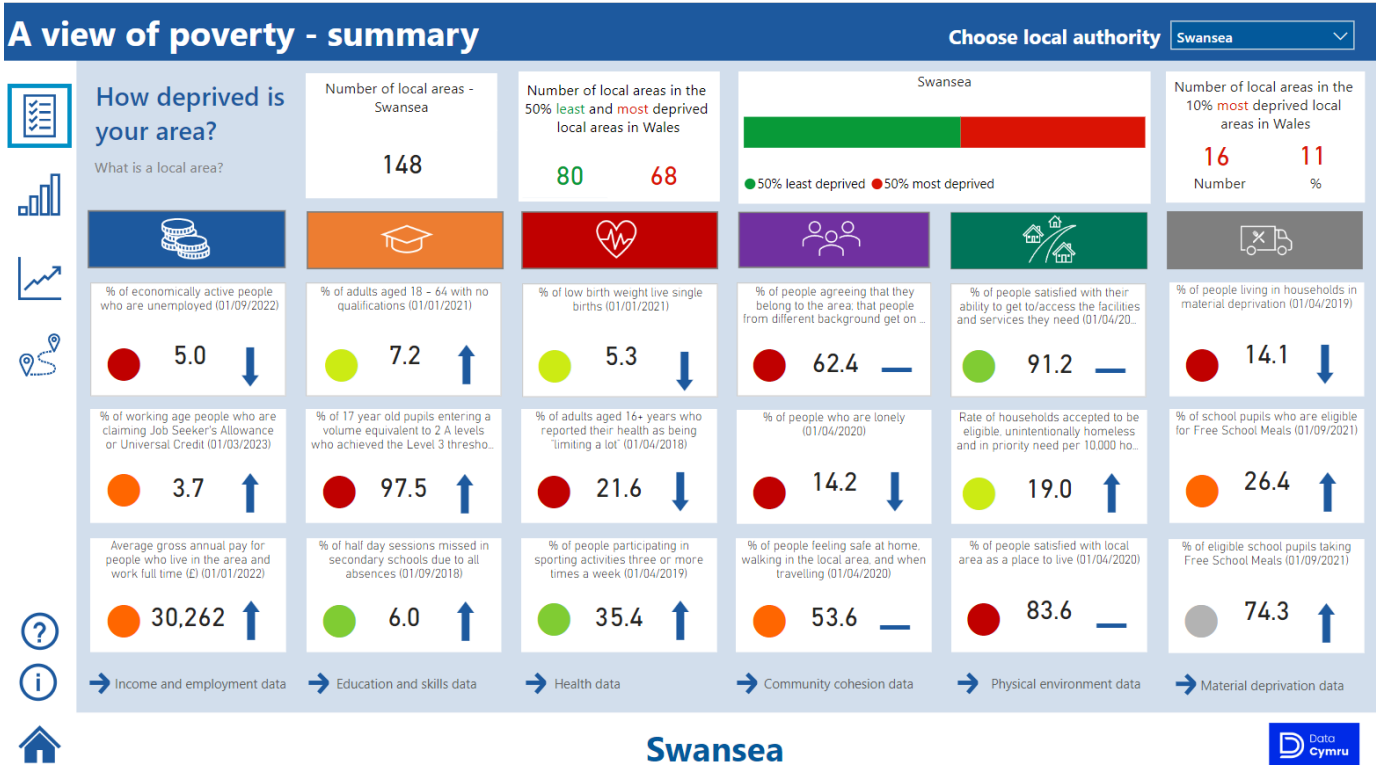 A view of poverty - summary
Choose local authority
Swansea
How deprived is
your area?
What is a local area?
Number of local areas -
Swansea
148
Number of local areas in the
50% least and most deprived
local areas in Wales
80 68
Swansea
50% least deprived 50% most deprived
Number of local areas in the
10% most deprived local
areas in Wales
16 11
Number %
% of economically active people
who are unemployed (01/09/2022)
5.0
% of adults aged 18 – 64 with no
qualifications (01/01/2021)
7.2
% of low birth weight live single
births (01/01/2021)
5.3
% of people agreeing that they
belong to the area; that people
from different background get on ...
62.4
% of people satisfied with their
ability to get to/access the facilities
and services they need (01/04/20...
91.2
% of people living in households in
material deprivation (01/04/2019)
14.1
% of working age people who are
claiming Job Seeker's Allowance
or Universal Credit (01/03/2023)
3.7
% of 17 year old pupils entering a
volume equivalent to 2 A levels
who achieved the Level 3 thresho...
97.5
% of adults aged 16+ years who
reported their health as being
"limiting a lot" (01/04/2018)
21.6
% of people who are lonely
(01/04/2020)
14.2
Rate of households accepted to be
eligible, unintentionally homeless
and in priority need per 10,000 ho...
19.0
% of school pupils who are eligible
for Free School Meals (01/09/2021)
26.4
Average gross annual pay for
people who live in the area and
work full time (£) (01/01/2022)
30,262
% of half day sessions missed in
secondary schools due to all
absences (01/09/2018)
6.0
% of people participating in
sporting activities three or more
times a week (01/04/2019)
35.4
% of people feeling safe at home,
walking in the local area, and when
travelling (01/04/2020)
53.6
% of people satisfied with local
area as a place to live (01/04/2020)
83.6
% of eligible school pupils taking
Free School Meals (01/09/2021)
74.3
Income and employment data
Education and skills data
Health data
Community cohesion data
Physical environment data
Material deprivation data
Swansea
Data
Cymru